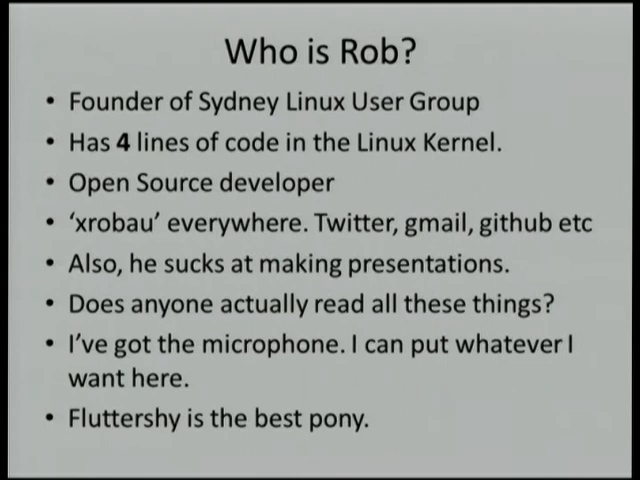 Who is Rob?
• Founder of Sydney Linux User Group
• Has 4 lines of code in the Linux Kernel.
• Open Source developer
• ‘xrobau’ everywhere. Twitter, gmail, github etc
• Also, he sucks at making presentations.
• Does anyone actually read all these things?
• I’ve got the microphone. I can put whatever I
want here.
• Fluttershy is the best pony.